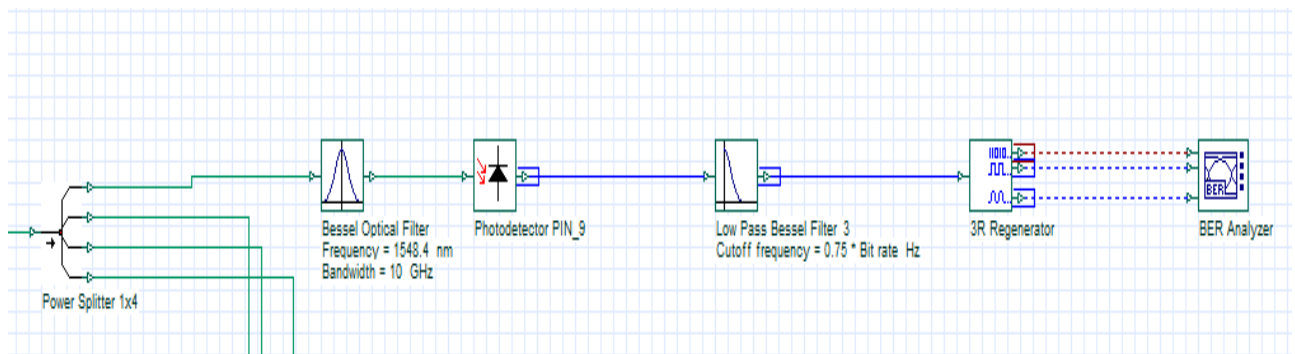 Bessel Optical Filter
Frequency = 1548.4 nm
Bandwidth = 10 GHz
Photodetector PIN_9
Low Pass Bessel Filter 3
Cutoff frequency = 0.75 * Bit rate Hz
3R Regenerator
BER
BER Analyzer
Power Splitter 1x4